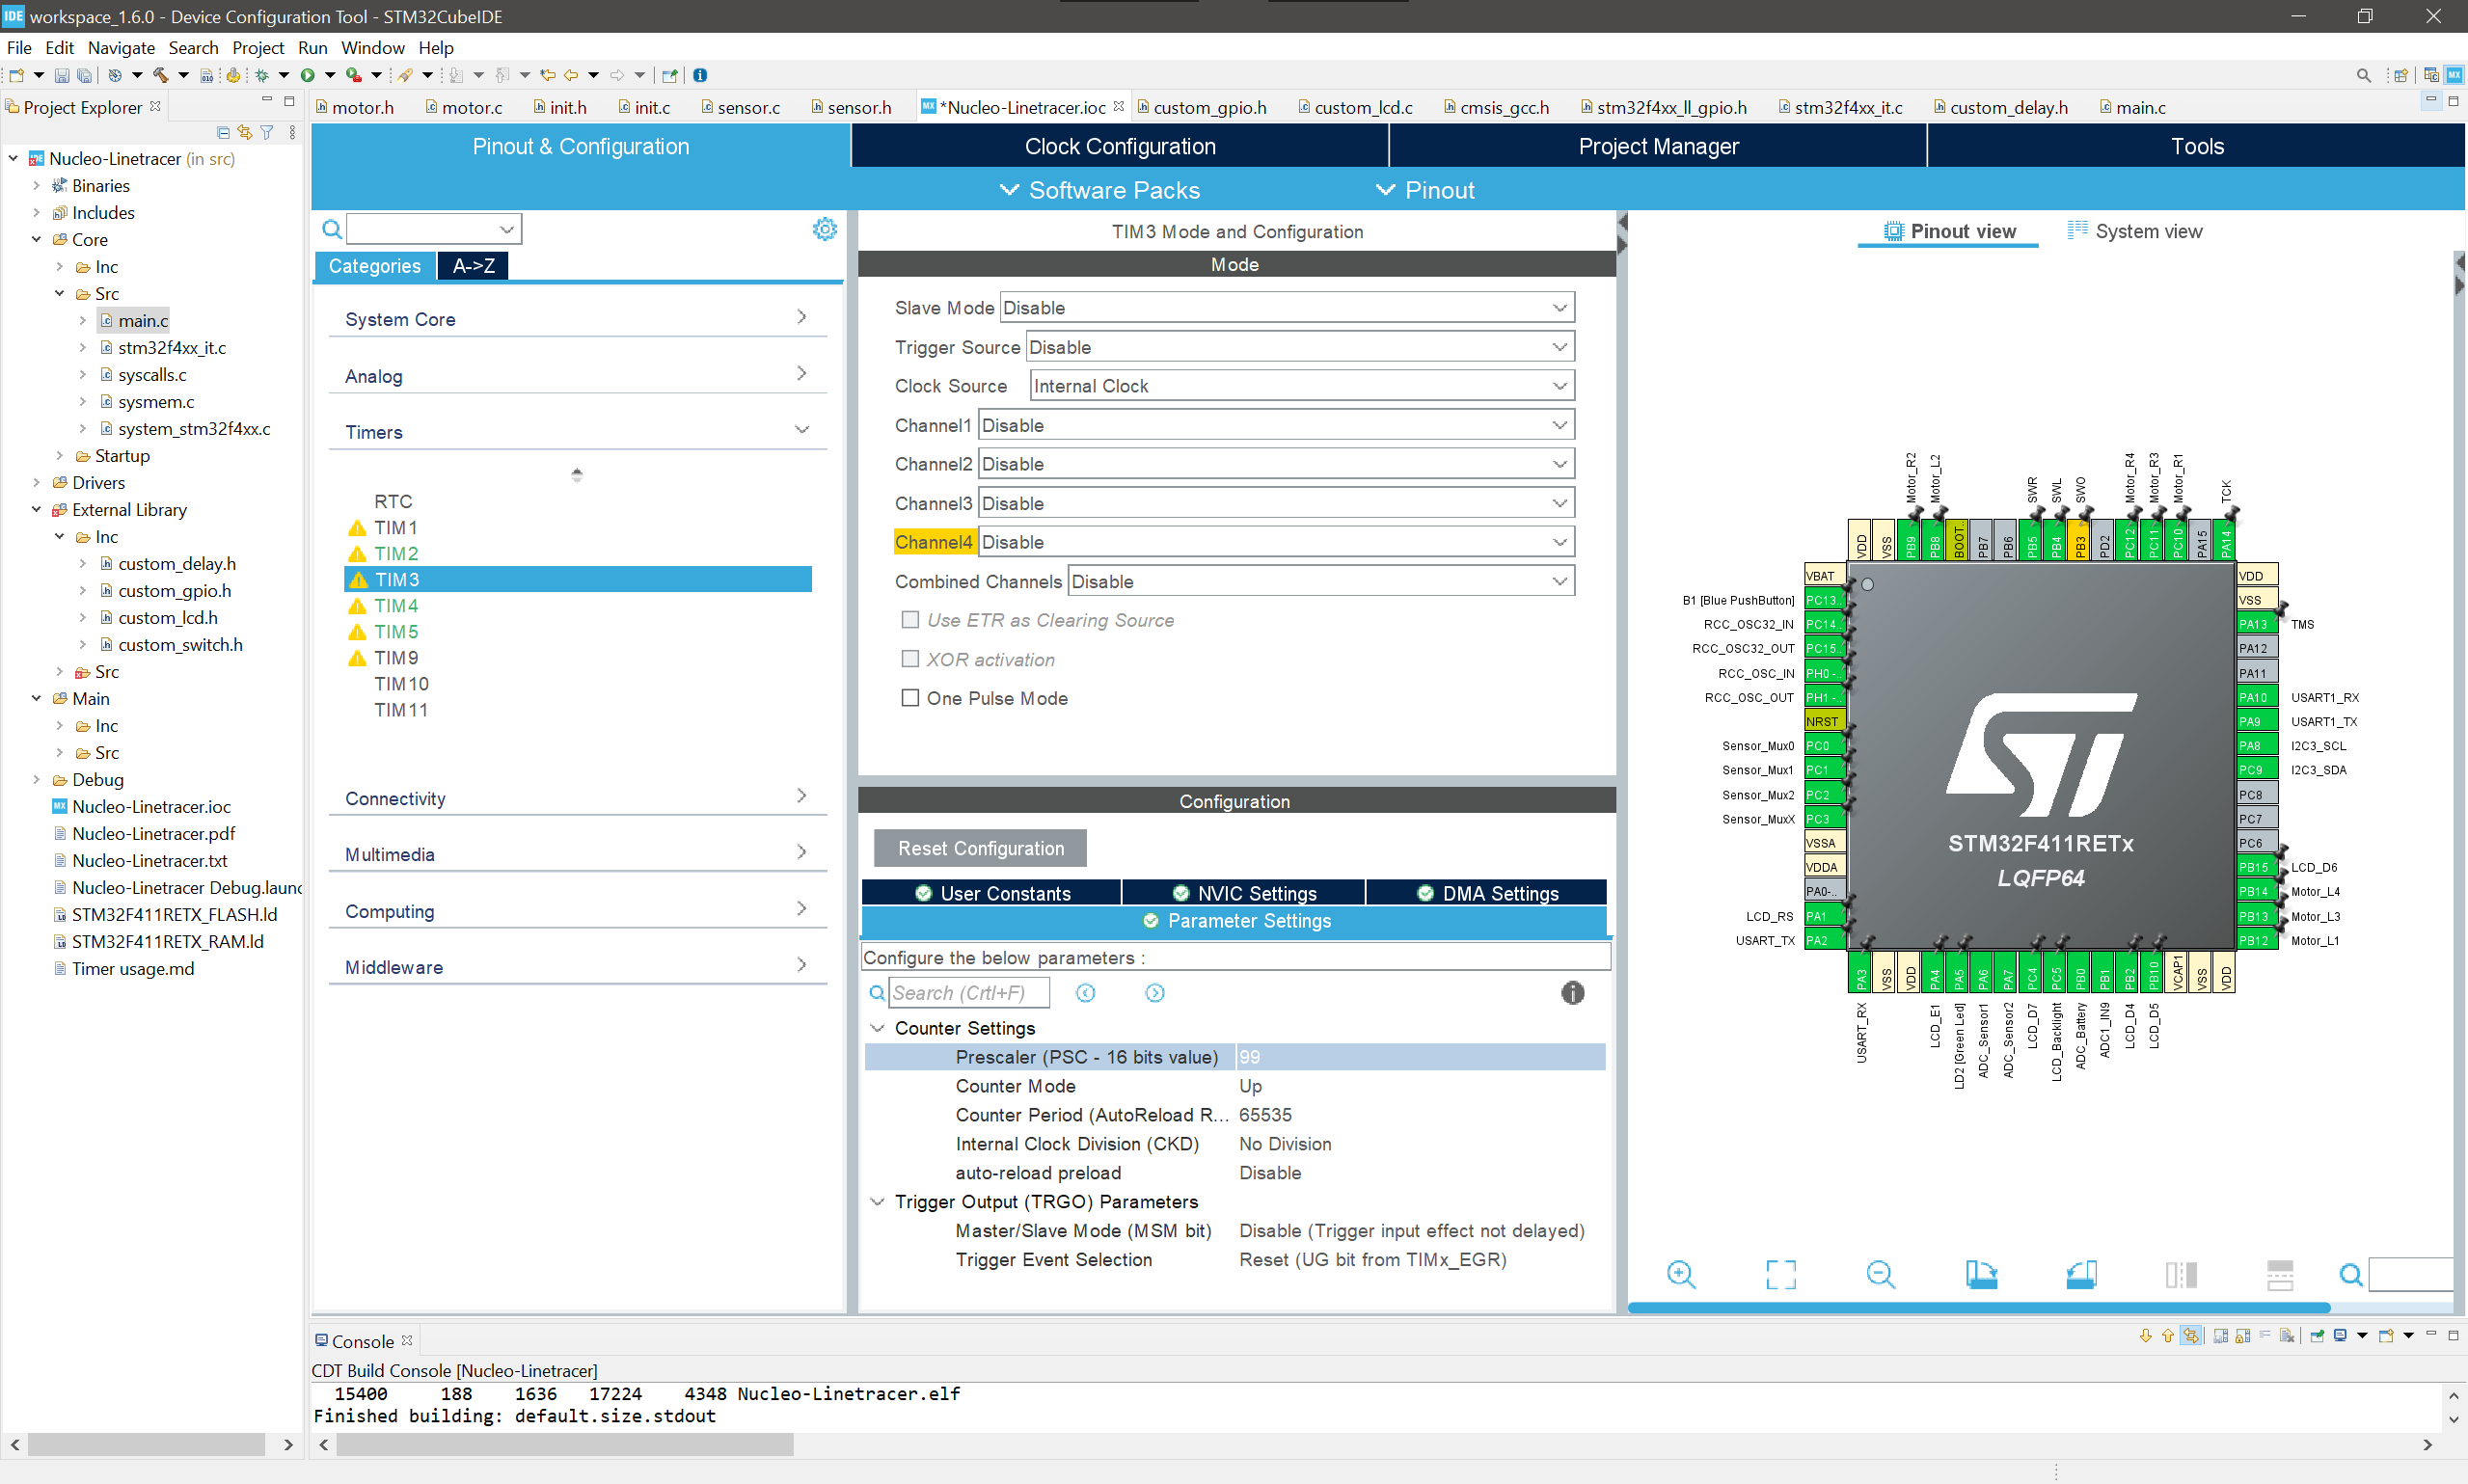 workspace_1.6.0 - Device Configuration Tool - STM32CubeIDE
File Edit Navigate Search Project Run Window Help
Project Explorer
motor.h motor.c init.h init.c sensor.c sensor.h *Nucleo-Linetracer.ioc custom_gpio.h custom_lcd.c cmsis_gcc.h stm32f4xx_ll_gpio.h stm32f4xx_it.c custom_delay.h main.c
Nucleo-Linetracer (in src)
Binaries
Includes
Core
Inc
Src
main.c
stm32f4xx_it.c
syscalls.c
sysmem.c
system_stm32f4xx.c
Startup
Drivers
External Library
Inc
custom_delay.h
custom_gpio.h
custom_lcd.h
custom_switch.h
Src
Main
Inc
Src
Debug
Nucleo-Linetracer.ioc
Nucleo-Linetracer.pdf
Nucleo-Linetracer.txt
Nucleo-Linetracer Debug.launc
STM32F411RETX_FLASH.ld
STM32F411RETX_RAM.ld
Timer usage.md
Pinout & Configuration
Clock Configuration
Project Manager
Tools
Software Packs
Pinout
Categories
A->Z
System Core
Analog
Timers
RTC
TIM1
TIM2
TIM3
TIM4
TIM5
TIM9
TIM10
TIM11
Connectivity
Multimedia
Computing
Middleware
TIM3 Mode and Configuration
Mode
Slave Mode Disable
Trigger Source Disable
Clock Source Internal Clock
Channel1 Disable
Channel2 Disable
Channel3 Disable
Channel4 Disable
Combined Channels Disable
Use ETR as Clearing Source
XOR activation
One Pulse Mode
Configuration
Reset Configuration
User Constants
NVIC Settings
DMA Settings
Parameter Settings
Configure the below parameters :
Search (CrtI+F)
Counter Settings
Prescaler (PSC - 16 bits value) 99
Counter Mode Up
Counter Period (AutoReload R... 65535
Internal Clock Division (CKD) No Division
auto-reload preload Disable
Trigger Output (TRGO) Parameters
Master/Slave Mode (MSM bit) Disable (Trigger input effect not delayed)
Trigger Event Selection Reset (UG bit from TIMx_EGR)
Pinout view
System view
Motor_R2 Motor_L2 SWR SWL SWO Motor_R4 Motor_R3 Motor_R1 TCK
VDD VSS PB9 PB8 BOOT.. PB7 PB6 PB5 PB4 PB3 PD2 PC12 PC11 PC10 PA15 PA14
VBAT
B1 [Blue PushButton] PC13..
RCC_OSC32_IN PC14..
RCC_OSC32_OUT PC15..
RCC_OSC_IN PH0-..
RCC_OSC_OUT PH1-..
NRST
Sensor_Mux0 PC0
Sensor_Mux1 PC1
Sensor_Mux2 PC2
Sensor_MuxX PC3
VSSA
VDDA
PA0-..
LCD_RS PA1
USART_TX PA2
ST
STM32F411RETx
LQFP64
VDD
VSS
PA13 TMS
PA12
PA11
PA10 USART1_RX
PA9 USART1_TX
PA8 I2C3_SCL
PC9 I2C3_SDA
PC8
PC7
PC6
PB15 LCD_D6
PB14 Motor_L4
PB13 Motor_L3
PB12 Motor_L1
PA3 VSS VDD PA4 PA5 PA6 PA7 PC4 PC5 PB0 PB1 PB2 PB10 VCAP1 VSS VDD
USART_RX LCD_E1 LD2 [Green Led] ADC_Sensor1 ADC_Sensor2 LCD_D7 LCD_Backlight ADC_Battery ADC1_IN9 LCD_D4 LCD_D5
Console
CDT Build Console [Nucleo-Linetracer]
15400 188 1636 17224 4348 Nucleo-Linetracer.elf
Finished building: default.size.stdout